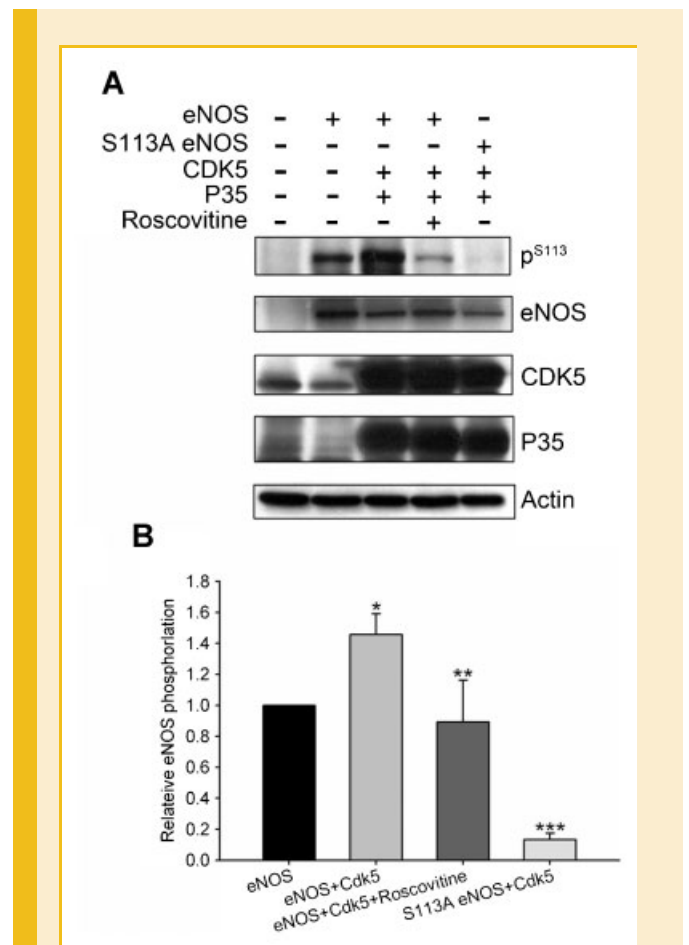 A
eNOS - + + + -
S113A eNOS - - - - +
CDK5 - - + + +
P35 - - + + +
Roscovitine - - - + -
pS113
eNOS
CDK5
P35
Actin
B
Relateive eNOS phosphorlation
1.8
1.6
1.4
1.2
1.0
0.8
0.6
0.4
0.2
0.0
*
**
***
eNOS
eNOS+Cdk5
eNOS+Cdk5+Roscovitine
S113A eNOS+Cdk5